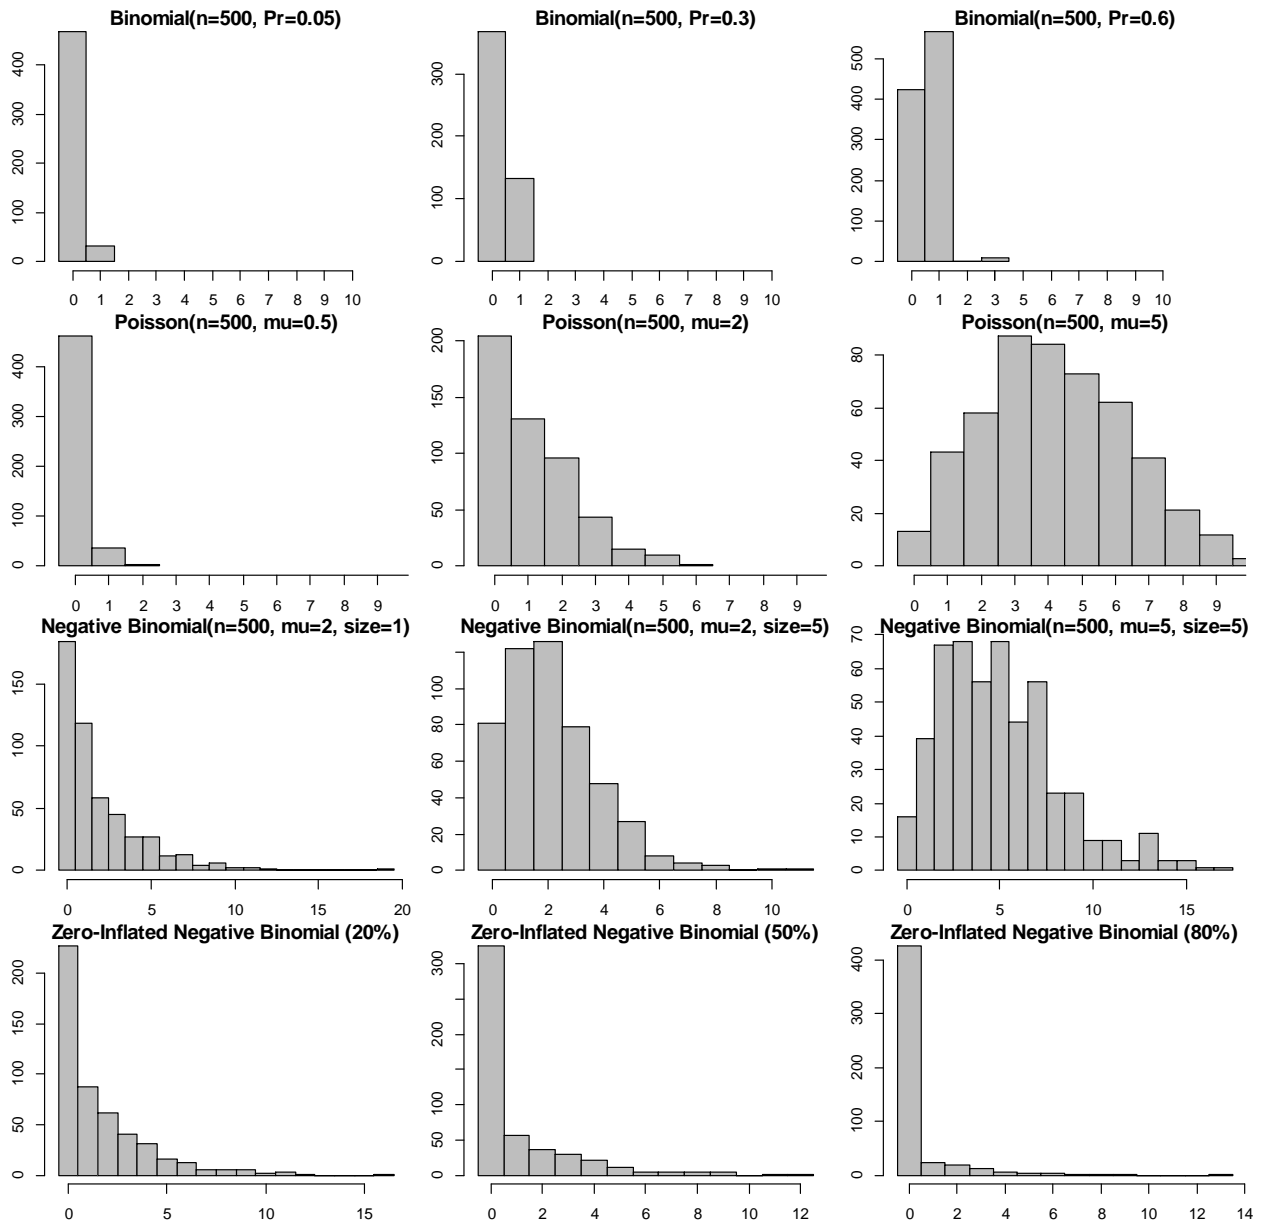 Binomial(n=500, Pr=0.05) Binomial(n=500, Pr=0.3) Binomial(n=500, Pr=0.6)
400 300 200 100 0
0 1 2 3 4 5 6 7 8 9 10
300 200 100 0
0 1 2 3 4 5 6 7 8 9 10
500 400 300 200 100 0
0 1 2 3 4 5 6 7 8 9 10
Poisson(n=500, mu=0.5) Poisson(n=500, mu=2) Poisson(n=500, mu=5)
400 300 200 100 0
0 1 2 3 4 5 6 7 8 9
200 150 100 50 0
0 1 2 3 4 5 6 7 8 9
80 60 40 20 0
0 1 2 3 4 5 6 7 8 9
Negative Binomial(n=500, mu=2, size=1) Negative Binomial(n=500, mu=2, size=5) Negative Binomial(n=500, mu=5, size=5)
150 100 50 0
0 5 10 15 20
100 80 60 40 20 0
0 2 4 6 8 10
70 60 50 40 30 20 10 0
0 5 10 15
Zero-Inflated Negative Binomial (20%) Zero-Inflated Negative Binomial (50%) Zero-Inflated Negative Binomial (80%)
200 150 100 50 0
0 5 10 15
300 200 100 50 0
0 2 4 6 8 10 12
400 300 200 100 0
0 2 4 6 8 10 12 14